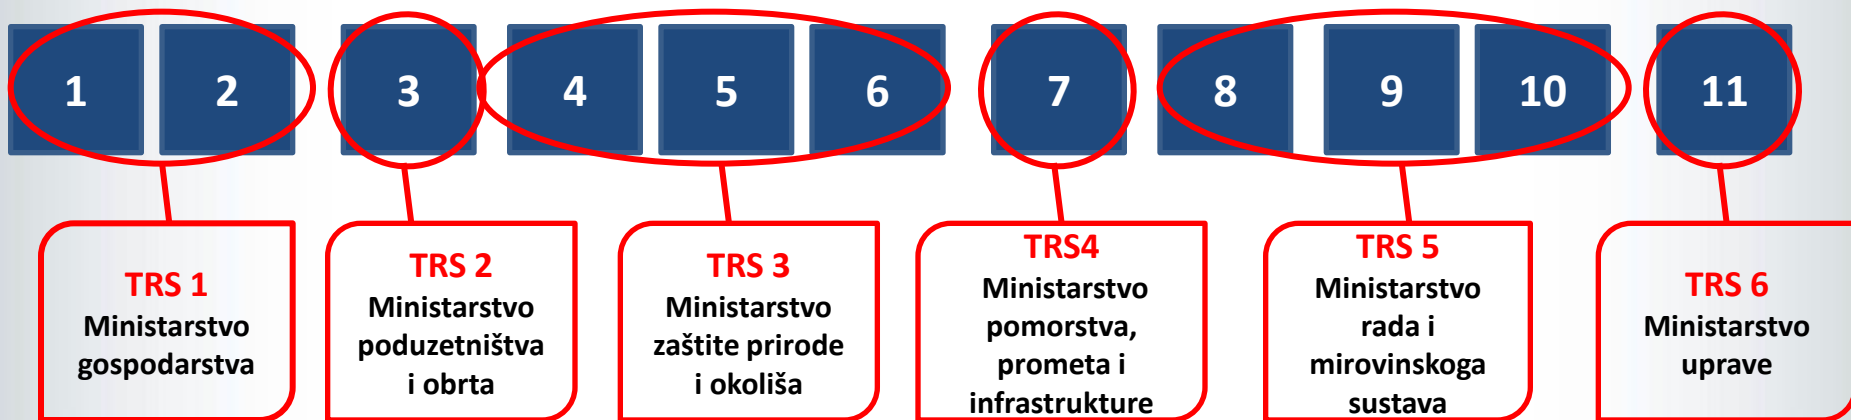 1 2 3 4 5 6 7 8 9 10 11
TRS 1
Ministarstvo
gospodarstva
TRS 2
Ministarstvo
poduzetništva
i obrta
TRS 3
Ministarstvo
zaštite prirode
i okoliša
TRS4
Ministarstvo
pomorstva,
prometa i
infrastrukture
TRS 5
Ministarstvo
rada i
mirovinskoga
sustava
TRS 6
Ministarstvo
uprave